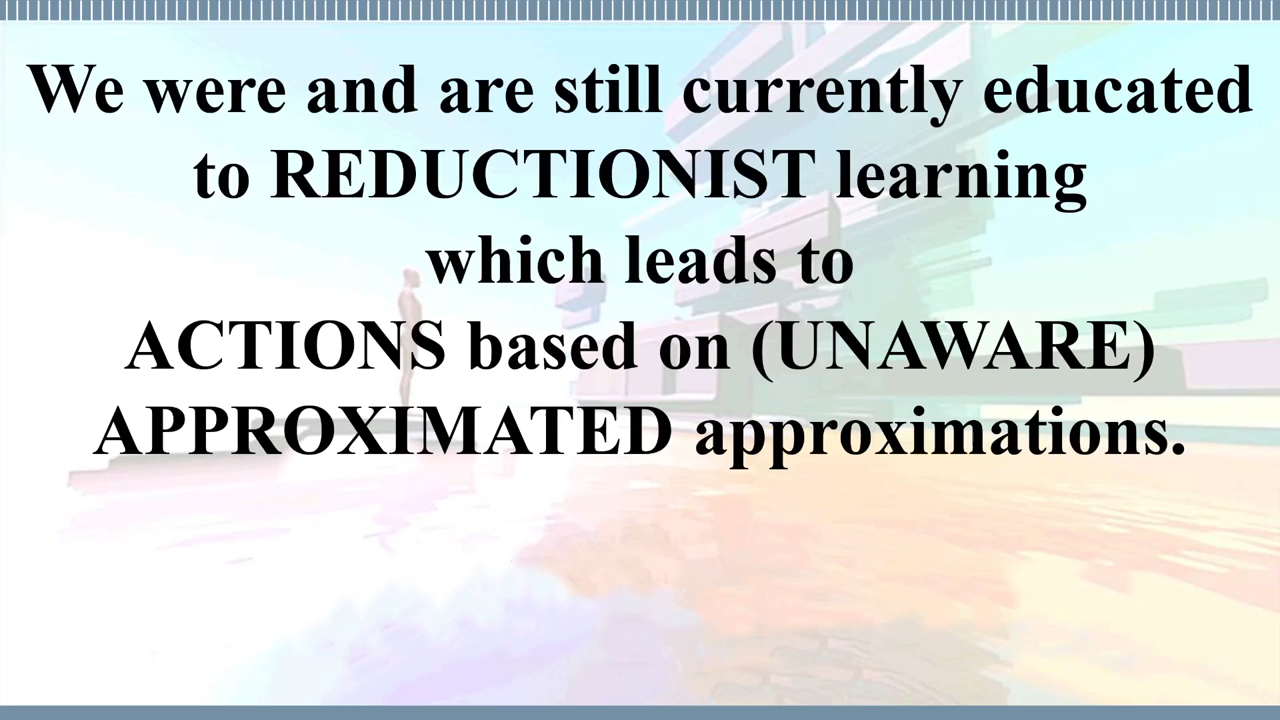 We were and are still currently educated
to REDUCTIONIST learning
which leads to
ACTIONS based on (UNAWARE)
APPROXIMATED approximations.